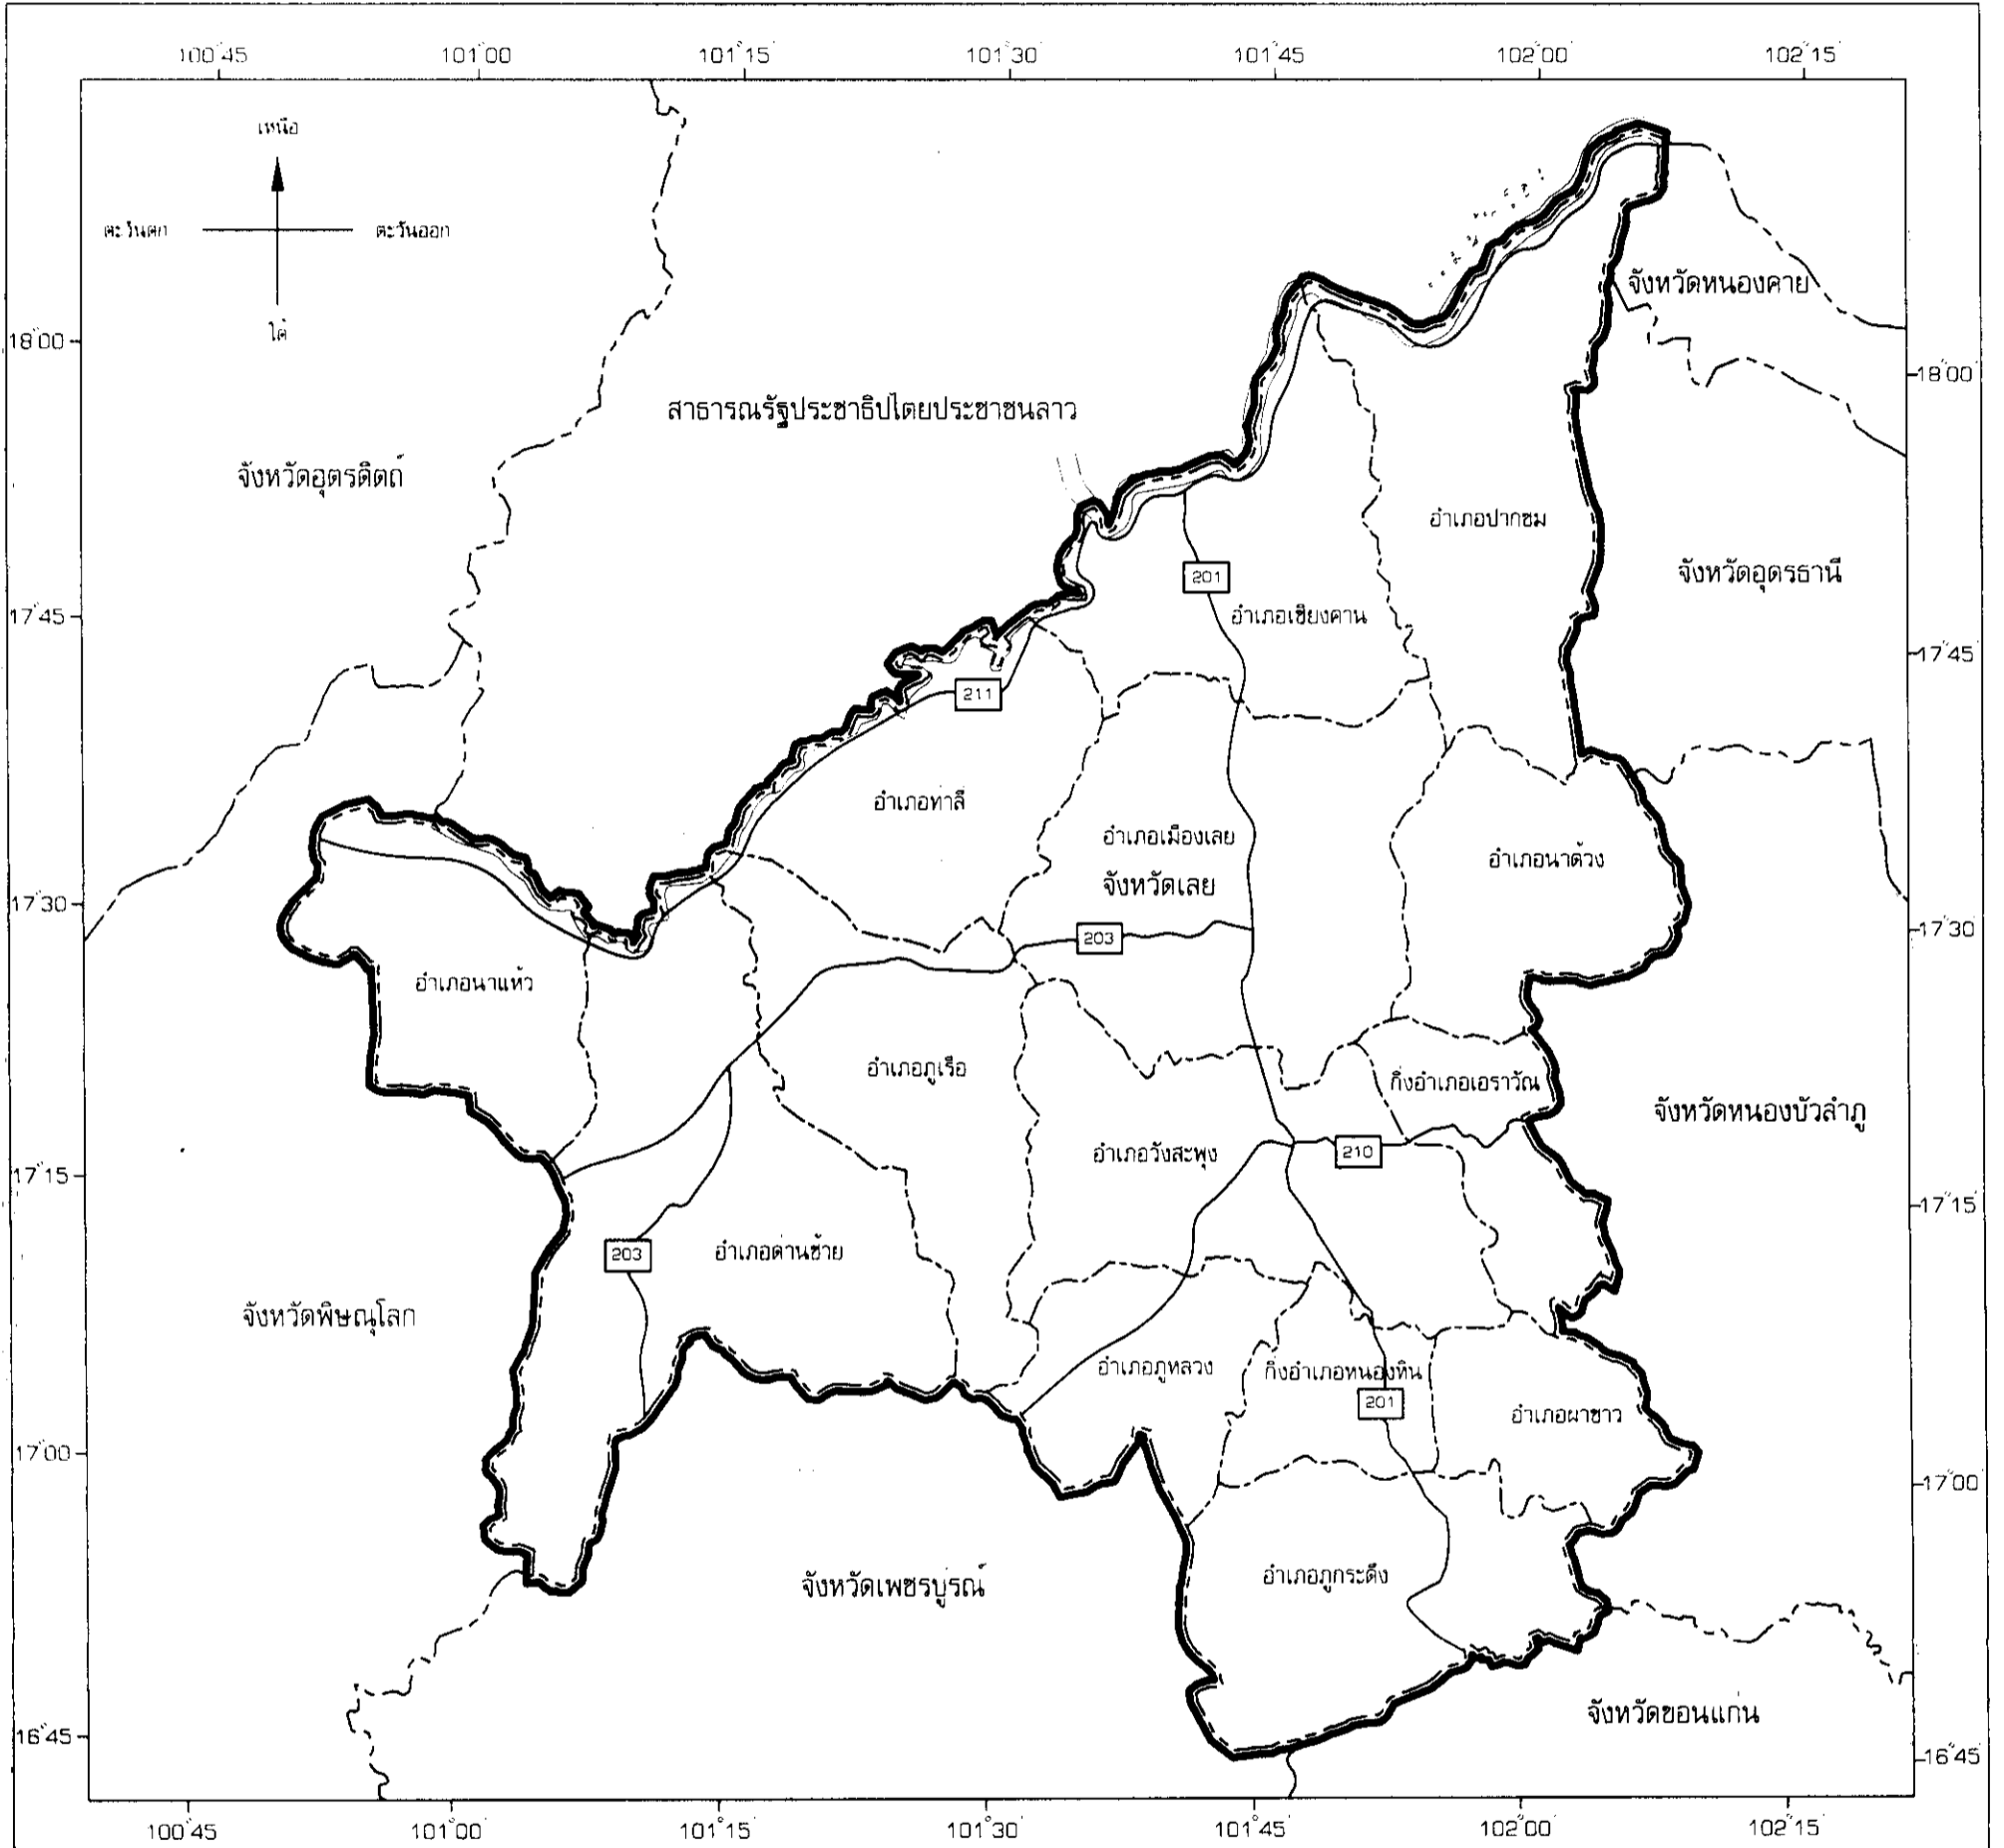 100°45' 101°00' 101°15' 101°30' 101°45' 102°00' 102°15'
เหนือ
ตะวันตก ตะวันออก
ใต้
จังหวัดหนองคาย
18°00'
18°00'
สาธารณรัฐประชาธิปไตยประชาชนลาว
จังหวัดอุตรดิตถ์
อำเภอปากชม
201
จังหวัดอุดรธานี
17°45'
อำเภอเชียงคาน
17°45'
211
อำเภอท่าลี่
อำเภอเมืองเลย
อำเภอนาด้วง
จังหวัดเลย
17°30'
17°30'
203
อำเภอนาแห้ว
อำเภอภูเรือ
กิ่งอำเภอเอราวัณ
จังหวัดหนองบัวลำภู
อำเภอวังสะพุง
210
17°15'
17°15'
203
อำเภอด่านซ้าย
จังหวัดพิษณุโลก
อำเภอภูหลวง
กิ่งอำเภอหนองหิน
201
อำเภอผาขาว
17°00'
17°00'
อำเภอภูกระดึง
จังหวัดเพชรบูรณ์
จังหวัดขอนแก่น
16°45'
16°45'
100°45' 101°00' 101°15' 101°30' 101°45' 102°00' 102°15'